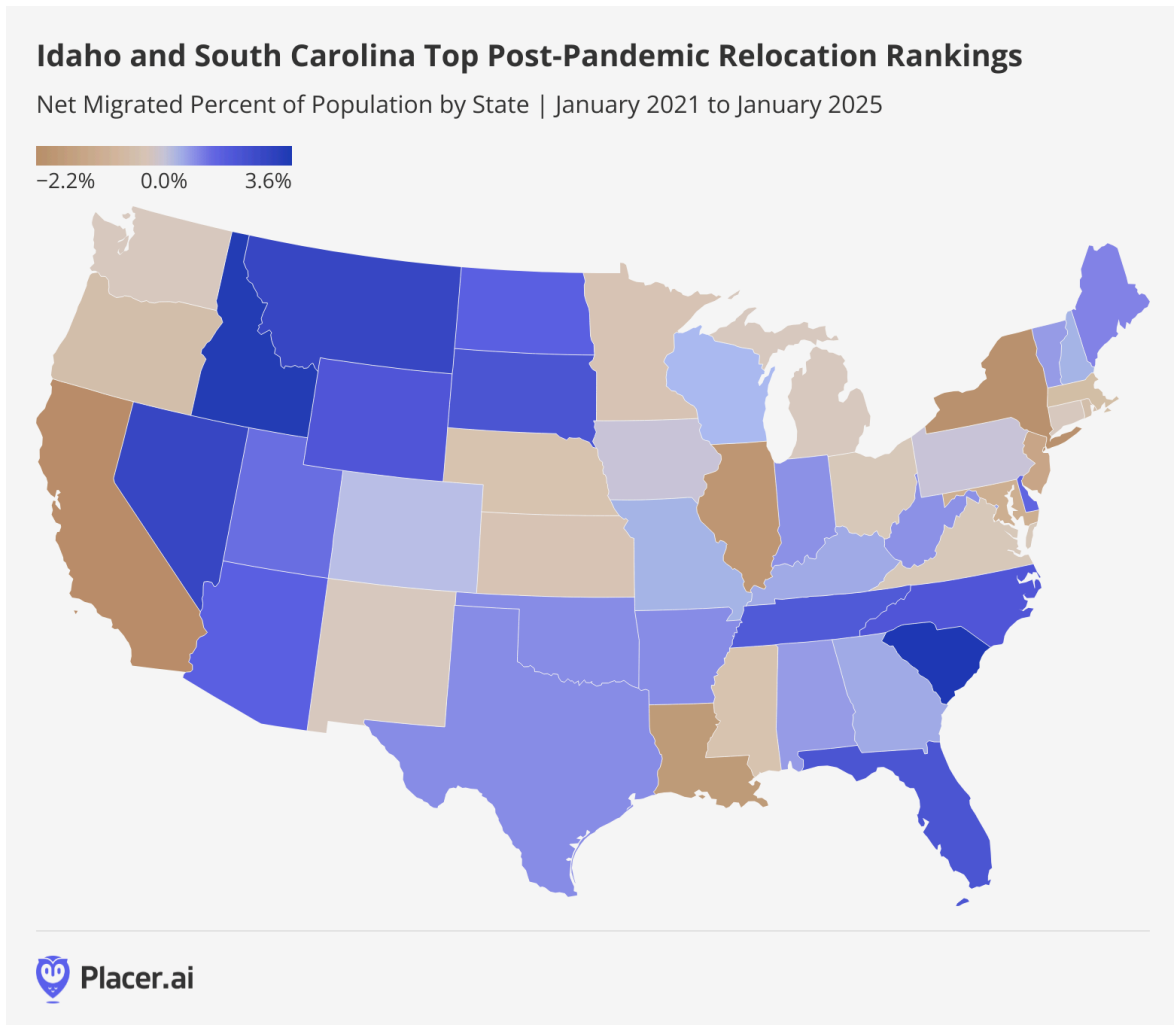 Idaho and South Carolina Top Post-Pandemic Relocation Rankings
Net Migrated Percent of Population by State | January 2021 to January 2025
−2.2% 0.0% 3.6%
Placer.ai